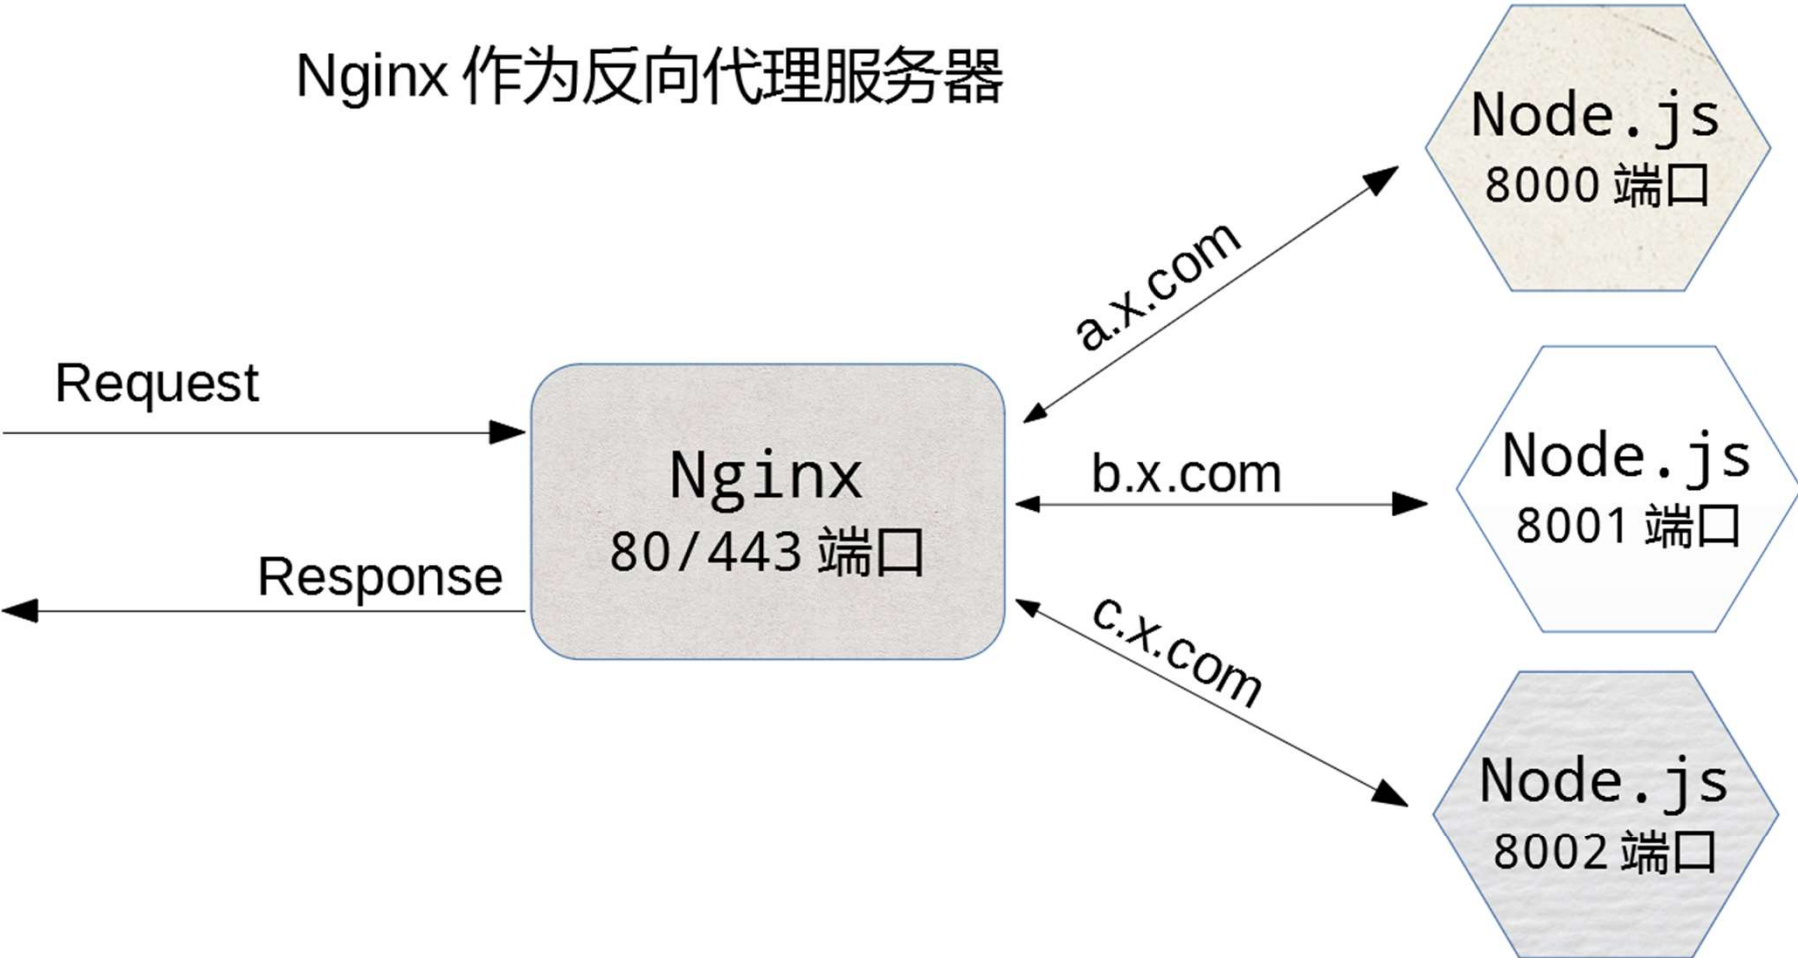 Nginx 作为反向代理服务器
Request
Response
Nginx
80/443 端口
a.x.com
b.x.com
c.x.com
Node.js
8000 端口
Node.js
8001 端口
Node.js
8002 端口